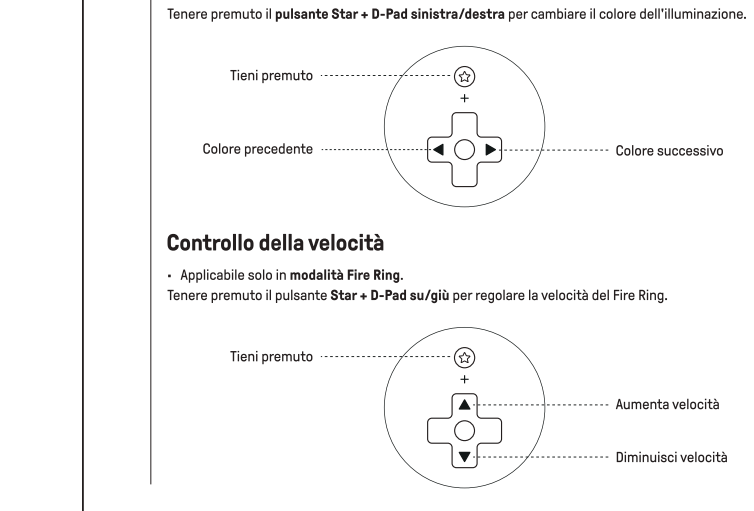 Tenere premuto il pulsante Star + D-Pad sinistra/destra per cambiare il colore dell'illuminazione.
Tieni premuto
+
Colore precedente
Colore successivo
Controllo della velocità
• Applicabile solo in modalità Fire Ring.
Tenere premuto il pulsante Star + D-Pad su/giù per regolare la velocità del Fire Ring.
Tieni premuto
+
Aumenta velocità
Diminuisci velocità